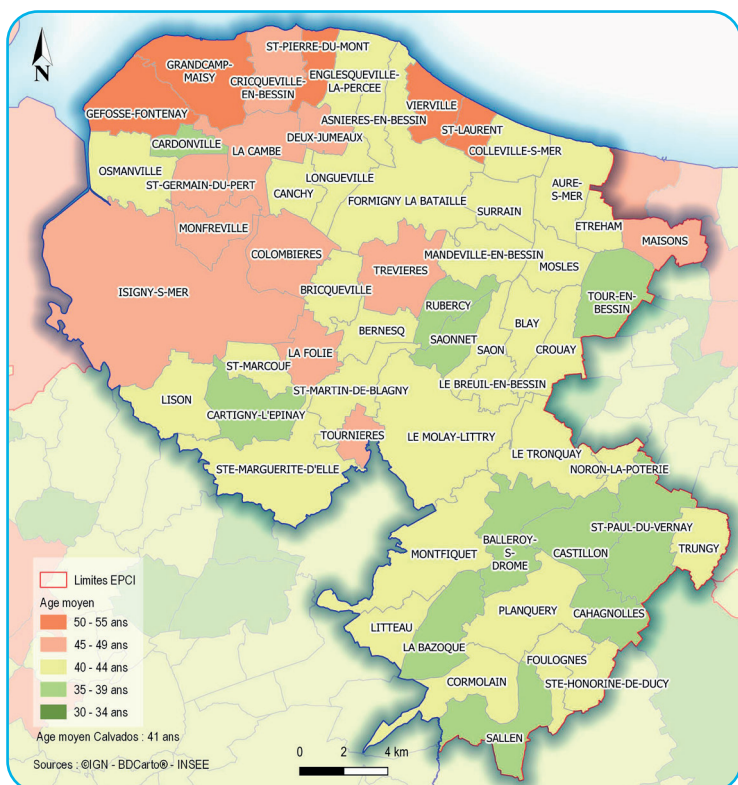 N
ST-PIERRE-DU-MONT
GRANDCAMP-
MAISY
CRICQUEVILLE-
EN-BESSIN
ENGLESQUEVILLE-
LA-PERCEE
GEFOSSE-FONTENAY
VIERVILLE
ASNIERES-EN-BESSIN
ST-LAURENT
CARDONVILLE
DEUX-JUMEAUX
LA CAMBE
COLLEVILLE-S-MER
OSMANVILLE
LONGUEVILLE
ST-GERMAIN-DU-PERT
CANCHY
AURE-
S-MER
FORMIGNY LA BATAILLE
SURRAIN
MONFREVILLE
ETREHAM
MAISONS
COLOMBIERES
TREVIERES
MANDEVILLE-EN-BESSIN
MOSLES
ISIGNY-S-MER
BRICQUEVILLE
RUBERCY
TOUR-EN-
BESSIN
BERNESQ
BLAY
SAONNET
SAON
CROUAY
LA FOLIE
ST-MARCOUF
LISON
ST-MARTIN-DE-BLAGNY
LE BREUIL-EN-BESSIN
CARTIGNY-L'EPINAY
TOURNIERES
LE MOLAY-LITTRY
LE TRONQUAY
STE-MARGUERITE-D'ELLE
NORON-LA-POTERIE
ST-PAUL-DU-VERNAY
BALLEROY-
S-
DROME
MONTFIQUET
CASTILLON
TRUNGY
PLANQUERY
CAHAGNOLLES
LITTEAU
LA BAZOQUE
FOULOGNES
CORMOLAIN
STE-HONORINE-DE-DUCY
SALLEN
Limites EPCI
Age moyen
50 - 55 ans
45 - 49 ans
40 - 44 ans
35 - 39 ans
30 - 34 ans
Age moyen Calvados : 41 ans
Sources : ©IGN - BDCarto® - INSEE
0 2 4 km